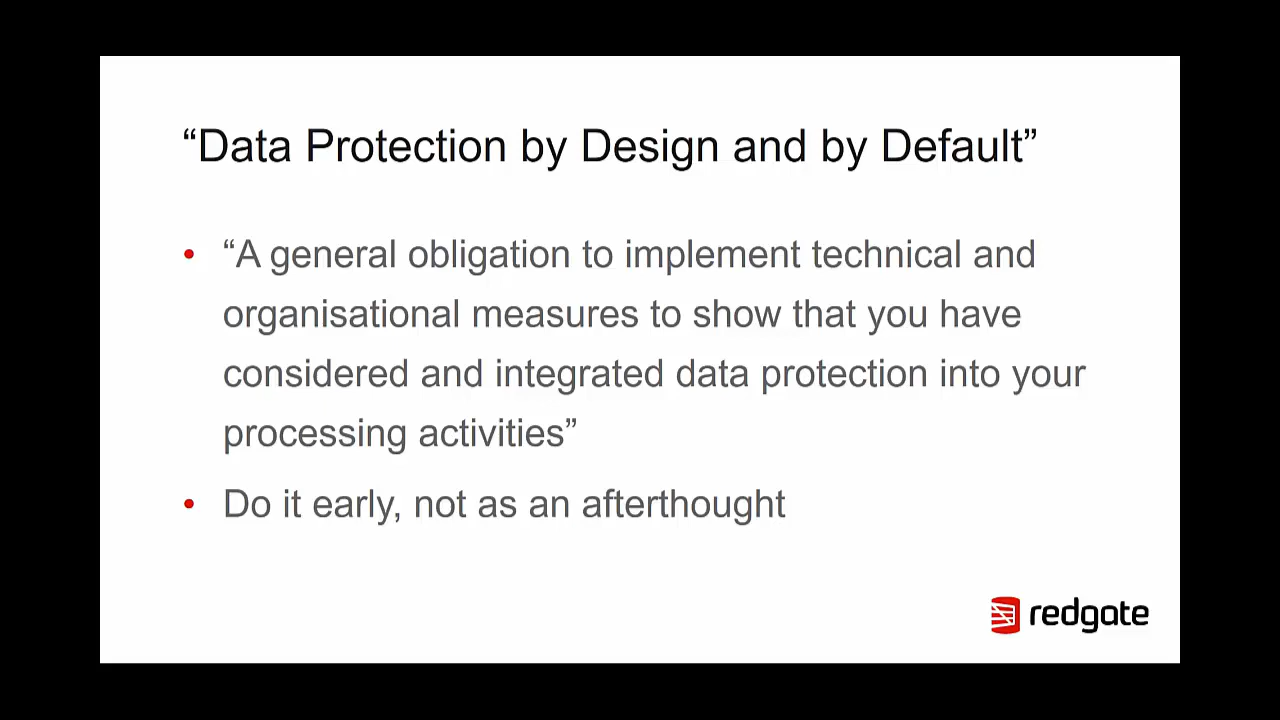 “Data Protection by Design and by Default”
• “A general obligation to implement technical and
organisational measures to show that you have
considered and integrated data protection into your
processing activities”
• Do it early, not as an afterthought
redgate